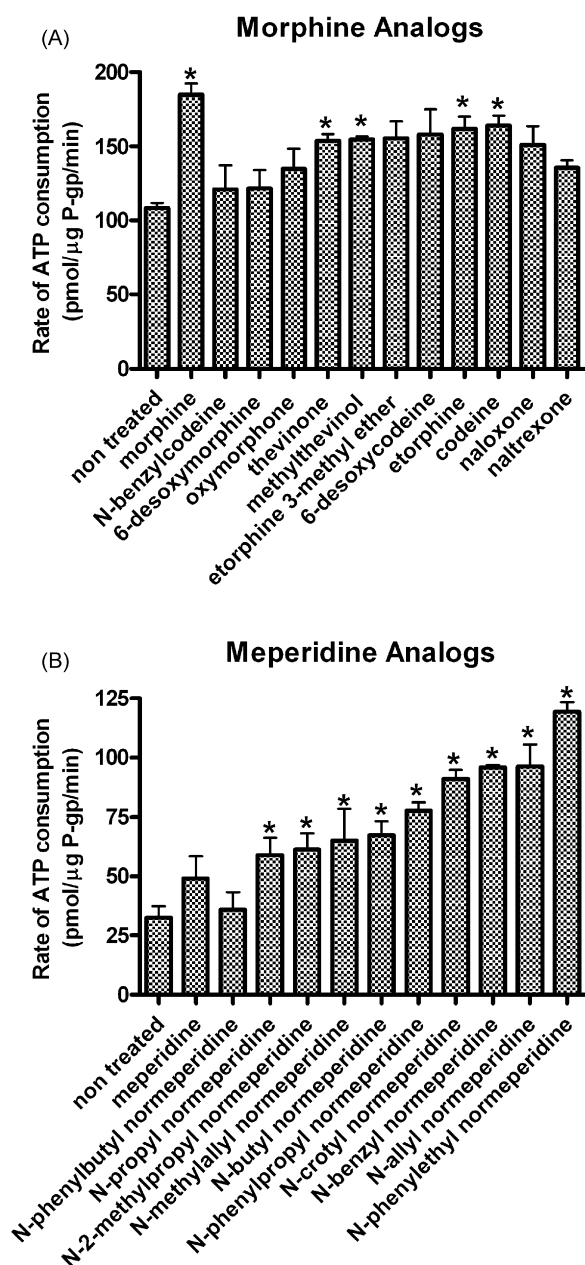 (A)
Morphine Analogs
Rate of ATP consumption
(pmol/μg P-gp/min)
200
150
100
50
0
*
*
*
*
*
non treated
morphine
N-benzylcodeine
6-desoxymorphine
oxymorphone
thevinone
methylthevinol
etorphine 3-methyl ether
6-desoxycodeine
etorphine
codeine
naloxone
naltrexone
(B)
Meperidine Analogs
Rate of ATP consumption
(pmol/μg P-gp/min)
125
100
75
50
25
0
*
*
*
*
*
*
*
*
*
non treated
meperidine
N-phenylbutyl normeperidine
N-propyl normeperidine
N-2-methylpropyl normeperidine
N-methylallyl normeperidine
N-butyl normeperidine
N-phenylpropyl normeperidine
N-crotyl normeperidine
N-benzyl normeperidine
N-allyl normeperidine
N-phenylethyl normeperidine